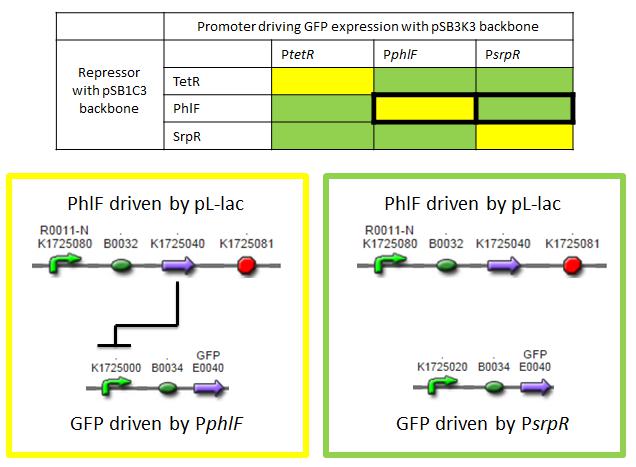 Promoter driving GFP expression with pSB3K3 backbone
Repressor with pSB1C3 backbone
PtetR PphlF PsrpR
TetR
PhlF
SrpR
PhlF driven by pL-lac
R0011-N
K1725080 B0032 K1725040 K1725081
GFP
K1725000 B0034 E0040
GFP driven by PphlF
PhlF driven by pL-lac
R0011-N
K1725080 B0032 K1725040 K1725081
GFP
K1725020 B0034 E0040
GFP driven by PsrpR